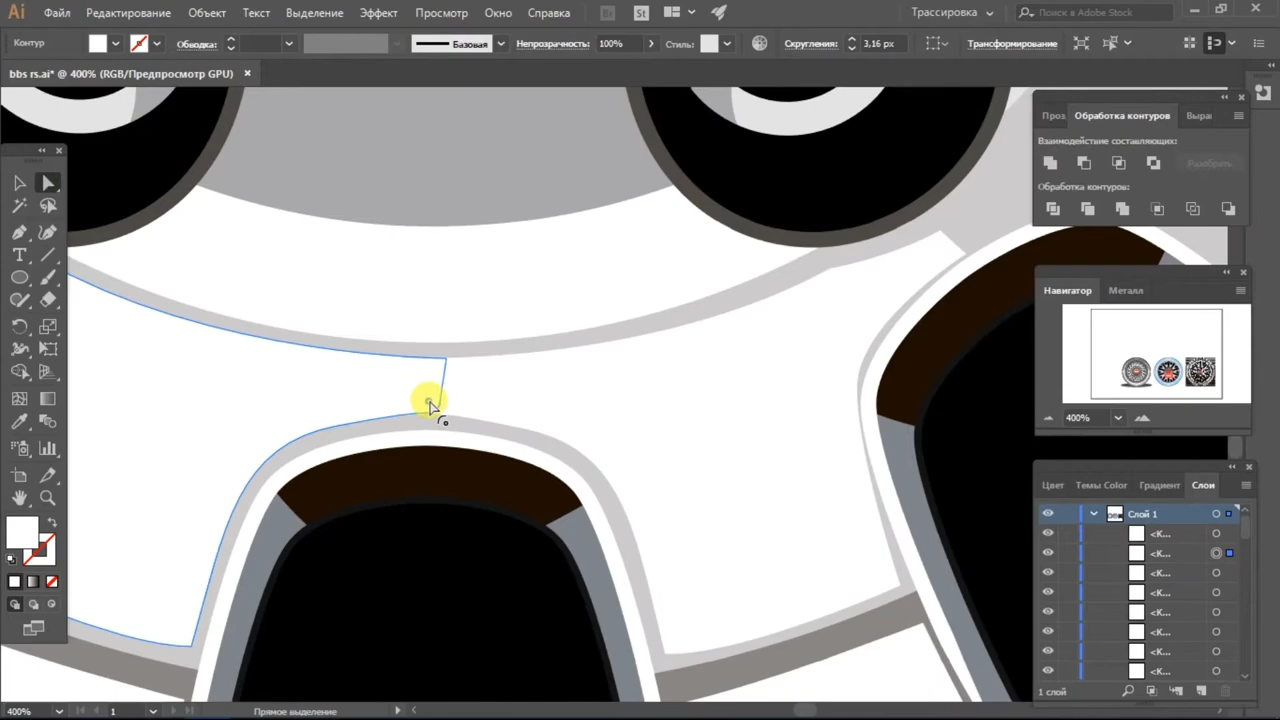 Ai Файл Редактирование Объект Текст Выделение Эффект Просмотр Окно Справка Br St Трассировка Поиск в Adobe Stock
Контур Обводка: Базовая Непрозрачность: 100% Стиль: Скругления: 3,16 px Трансформирование
bbs rs.ai* @ 400% (RGB/Предпросмотр GPU)
Проз Обработка контуров Выра
Взаимодействие составляющих:
Разобрать
Обработка контуров:
Навигатор Металл
400%
Цвет Темы Color Градиент Слои
Слой 1
<К...
<К...
<К...
<К...
<К...
<К...
<К...
<К...
1 слой
400% 1 Прямое выделение